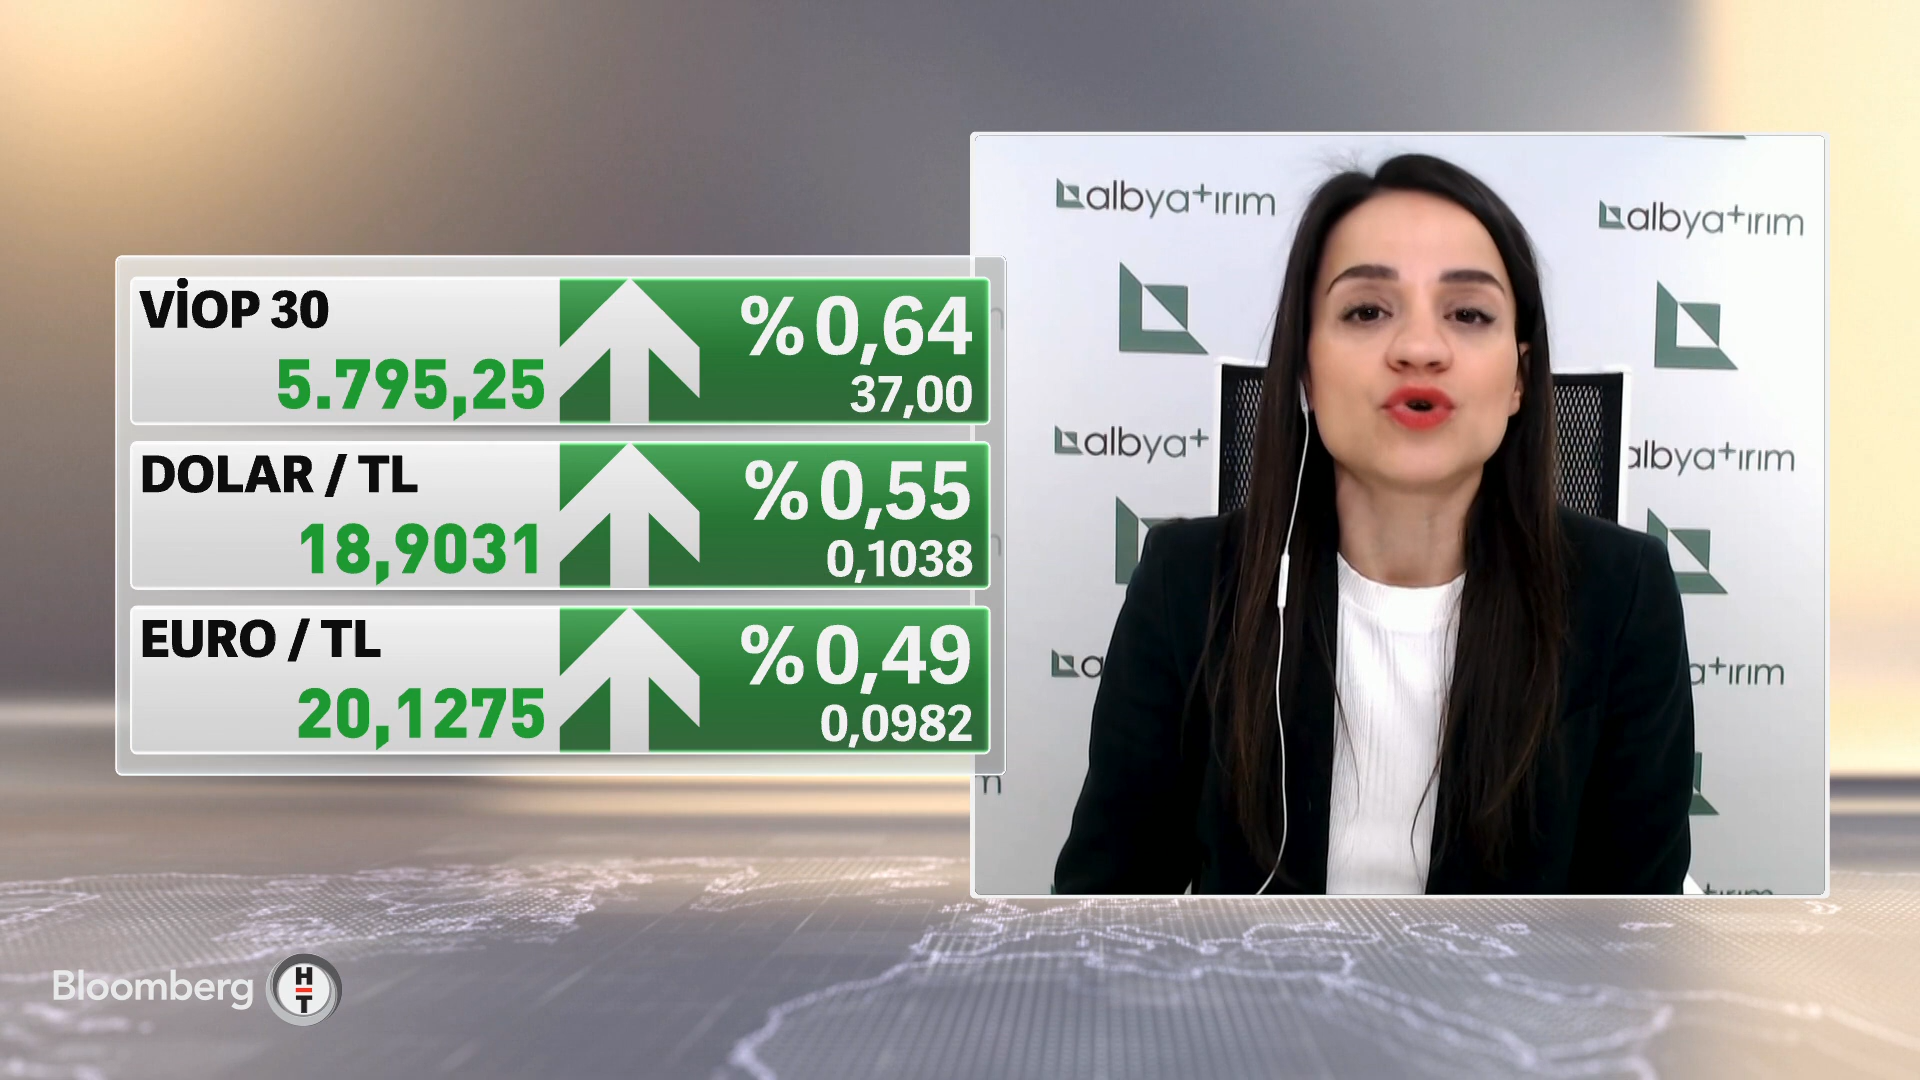 VİOP 30
5.795,25
%0,64
37,00
DOLAR / TL
18,9031
%0,55
0,1038
EURO / TL
20,1275
%0,49
0,0982
albyatırım
albyatırım
albyat
albyatırım
atırım
Bloomberg HT